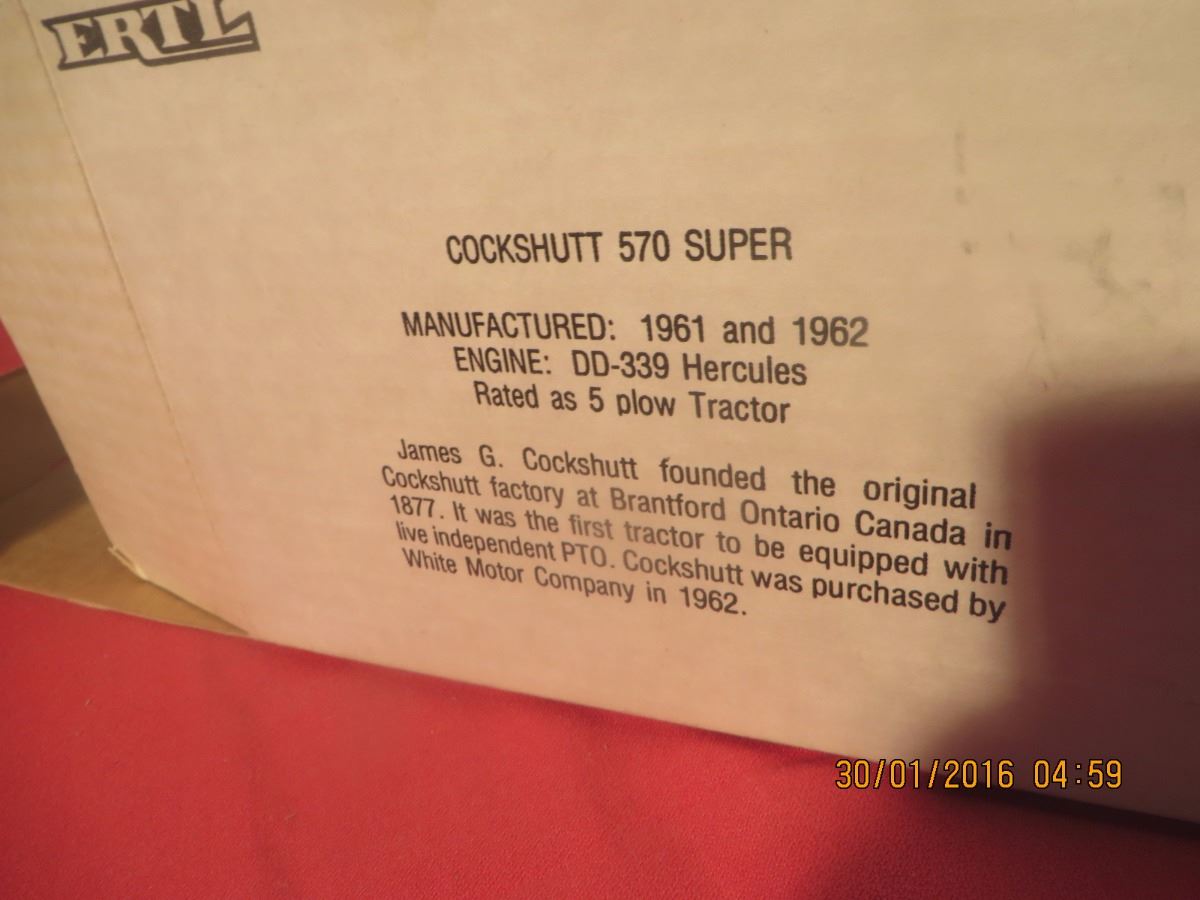 ERTL
COCKSHUTT 570 SUPER
MANUFACTURED: 1961 and 1962
ENGINE: DD-339 Hercules
Rated as 5 plow Tractor
James G. Cockshutt founded the original
Cockshutt factory at Brantford Ontario Canada in
1877. It was the first tractor to be equipped with
live independent PTO. Cockshutt was purchased by
White Motor Company in 1962.
30/01/2016 04:59